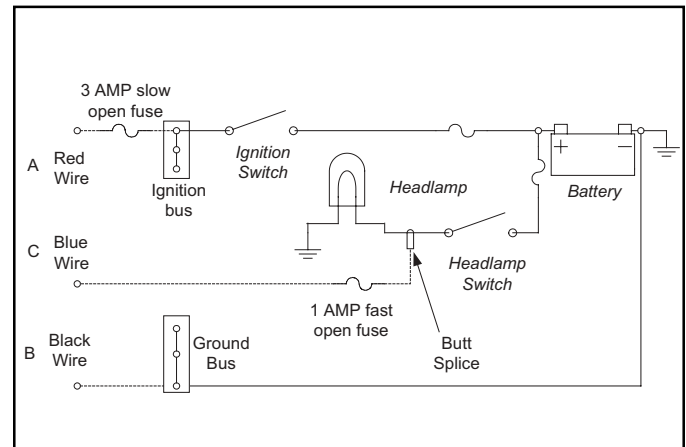 3 AMP slow
open fuse
A
Red
Wire
Ignition
bus
Ignition
Switch
Headlamp
+
−
Battery
C
Blue
Wire
1 AMP fast
open fuse
Headlamp
Switch
Butt
Splice
B
Black
Wire
Ground
Bus